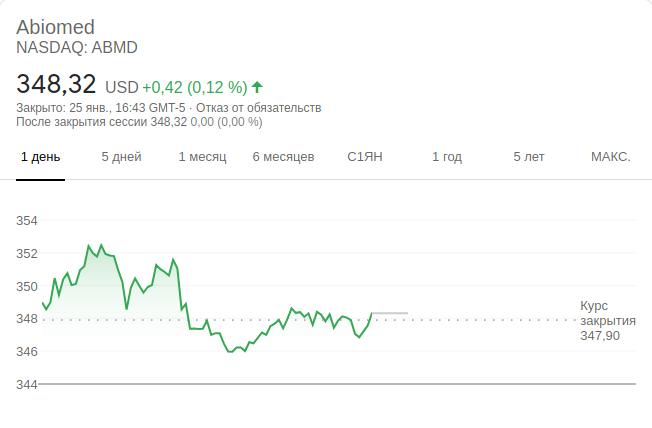 Abiomed
NASDAQ: ABMD
348,32 USD +0,42 (0,12 %)
Закрыто: 25 янв., 16:43 GMT-5 · Отказ от обязательств
После закрытия сессии 348,32 0,00 (0,00 %)
1 день 5 дней 1 месяц 6 месяцев С1ЯН 1 год 5 лет МАКС.
354
352
350
348
346
344
Курс
закрытия
347,90